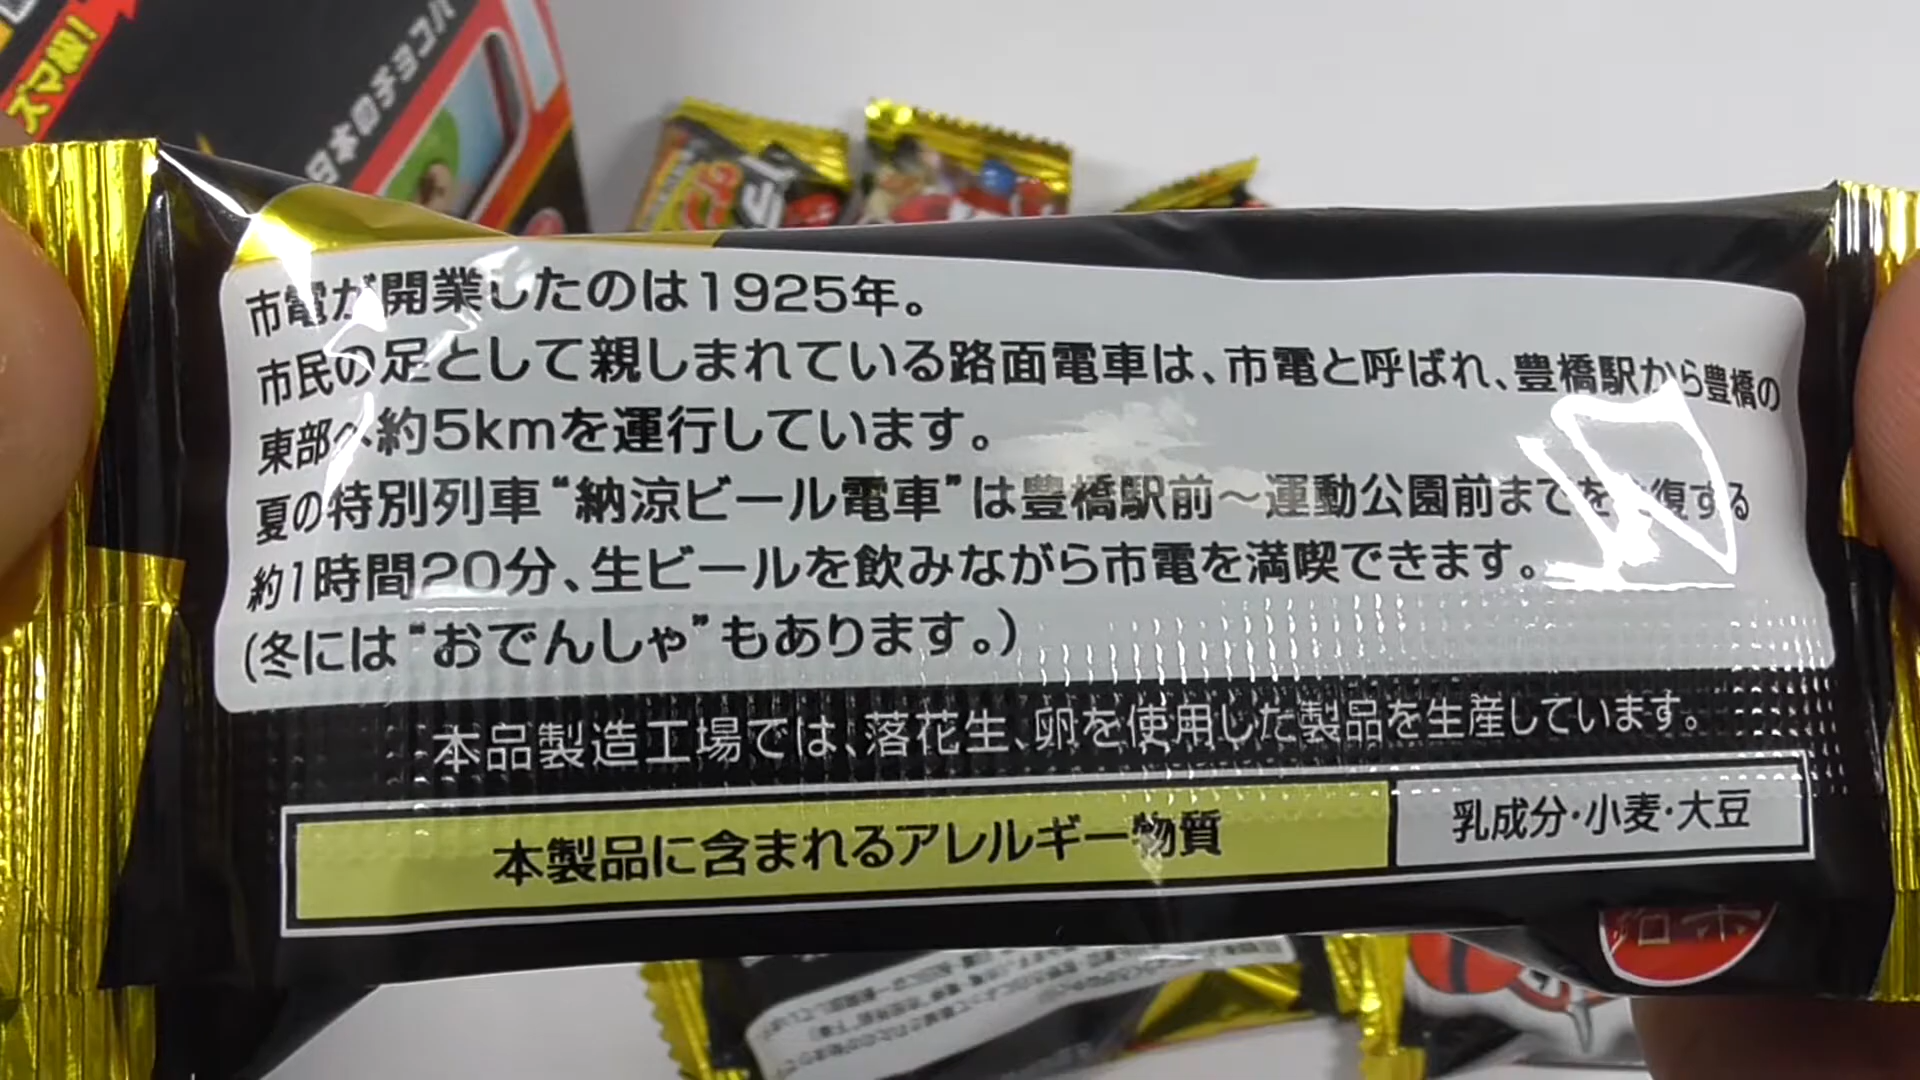 日本のチョコ
市電が開業したのは1925年。
市民の足として親しまれている路面電車は、市電と呼ばれ、豊橋駅から豊橋の
東部へ約5kmを運行しています。
夏の特別列車“納涼ビール電車”は豊橋駅前～運動公園前までを往復する
約1時間20分、生ビールを飲みながら市電を満喫できます。
(冬には“おでんしゃ”もあります。)
本品製造工場では、落花生、卵を使用した製品を生産しています。
本製品に含まれるアレルギー物質
乳成分・小麦・大豆